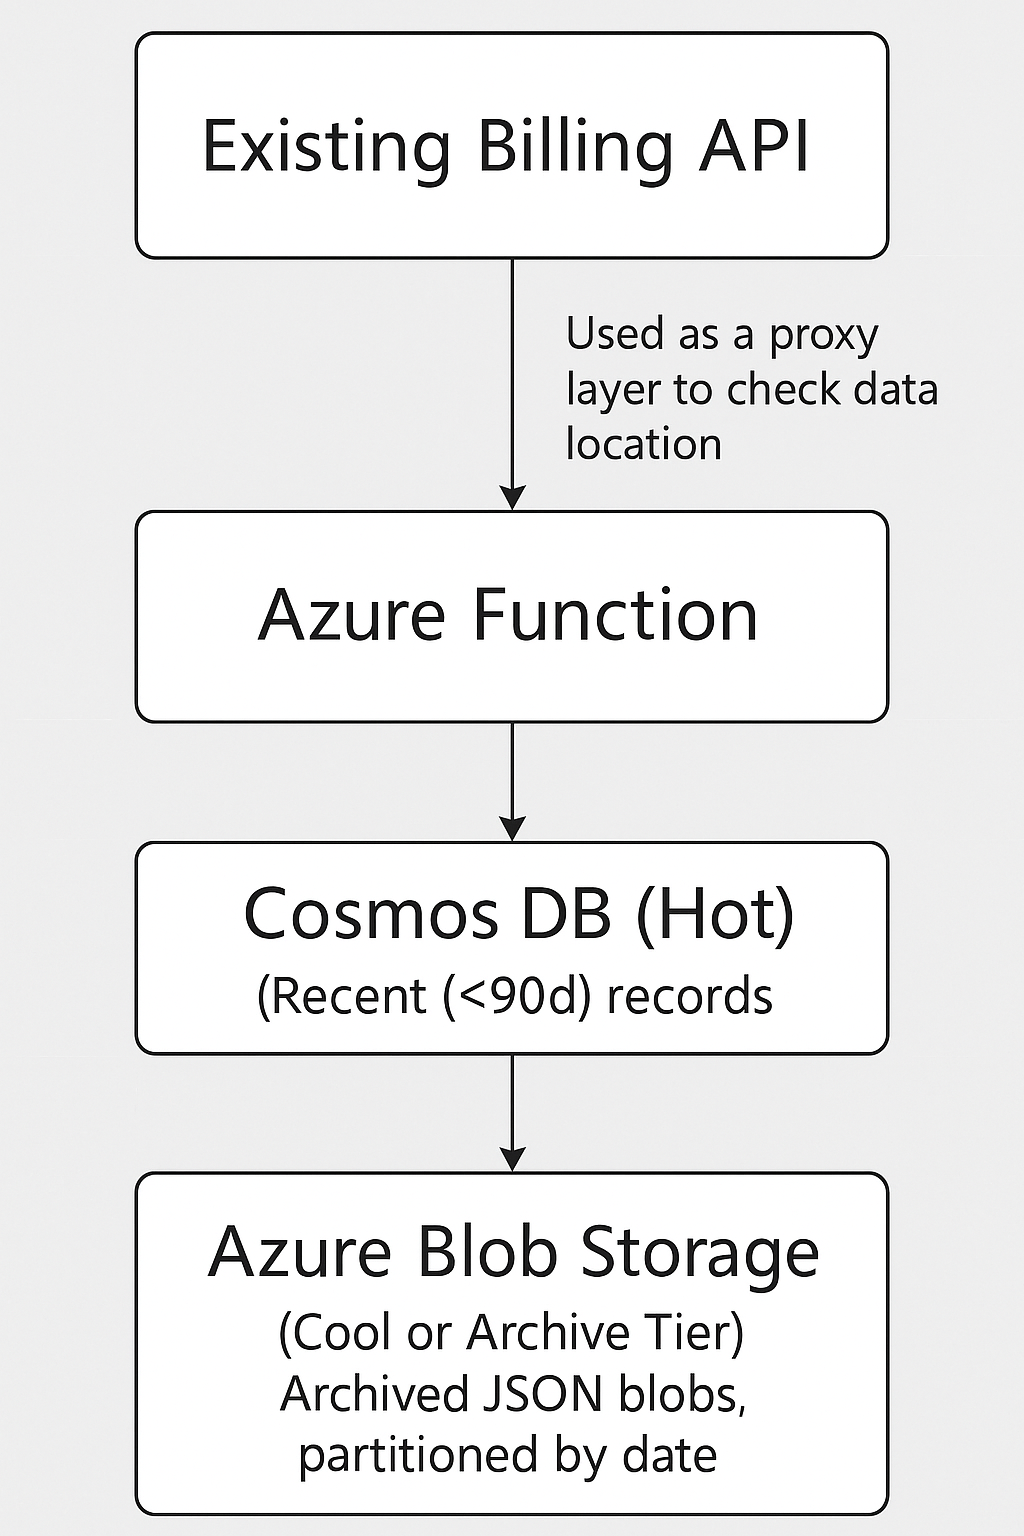 Existing Billing API
Used as a proxy
layer to check data
location
Azure Function
Cosmos DB (Hot)
(Recent (<90d) records
Azure Blob Storage
(Cool or Archive Tier)
Archived JSON blobs,
partitioned by date